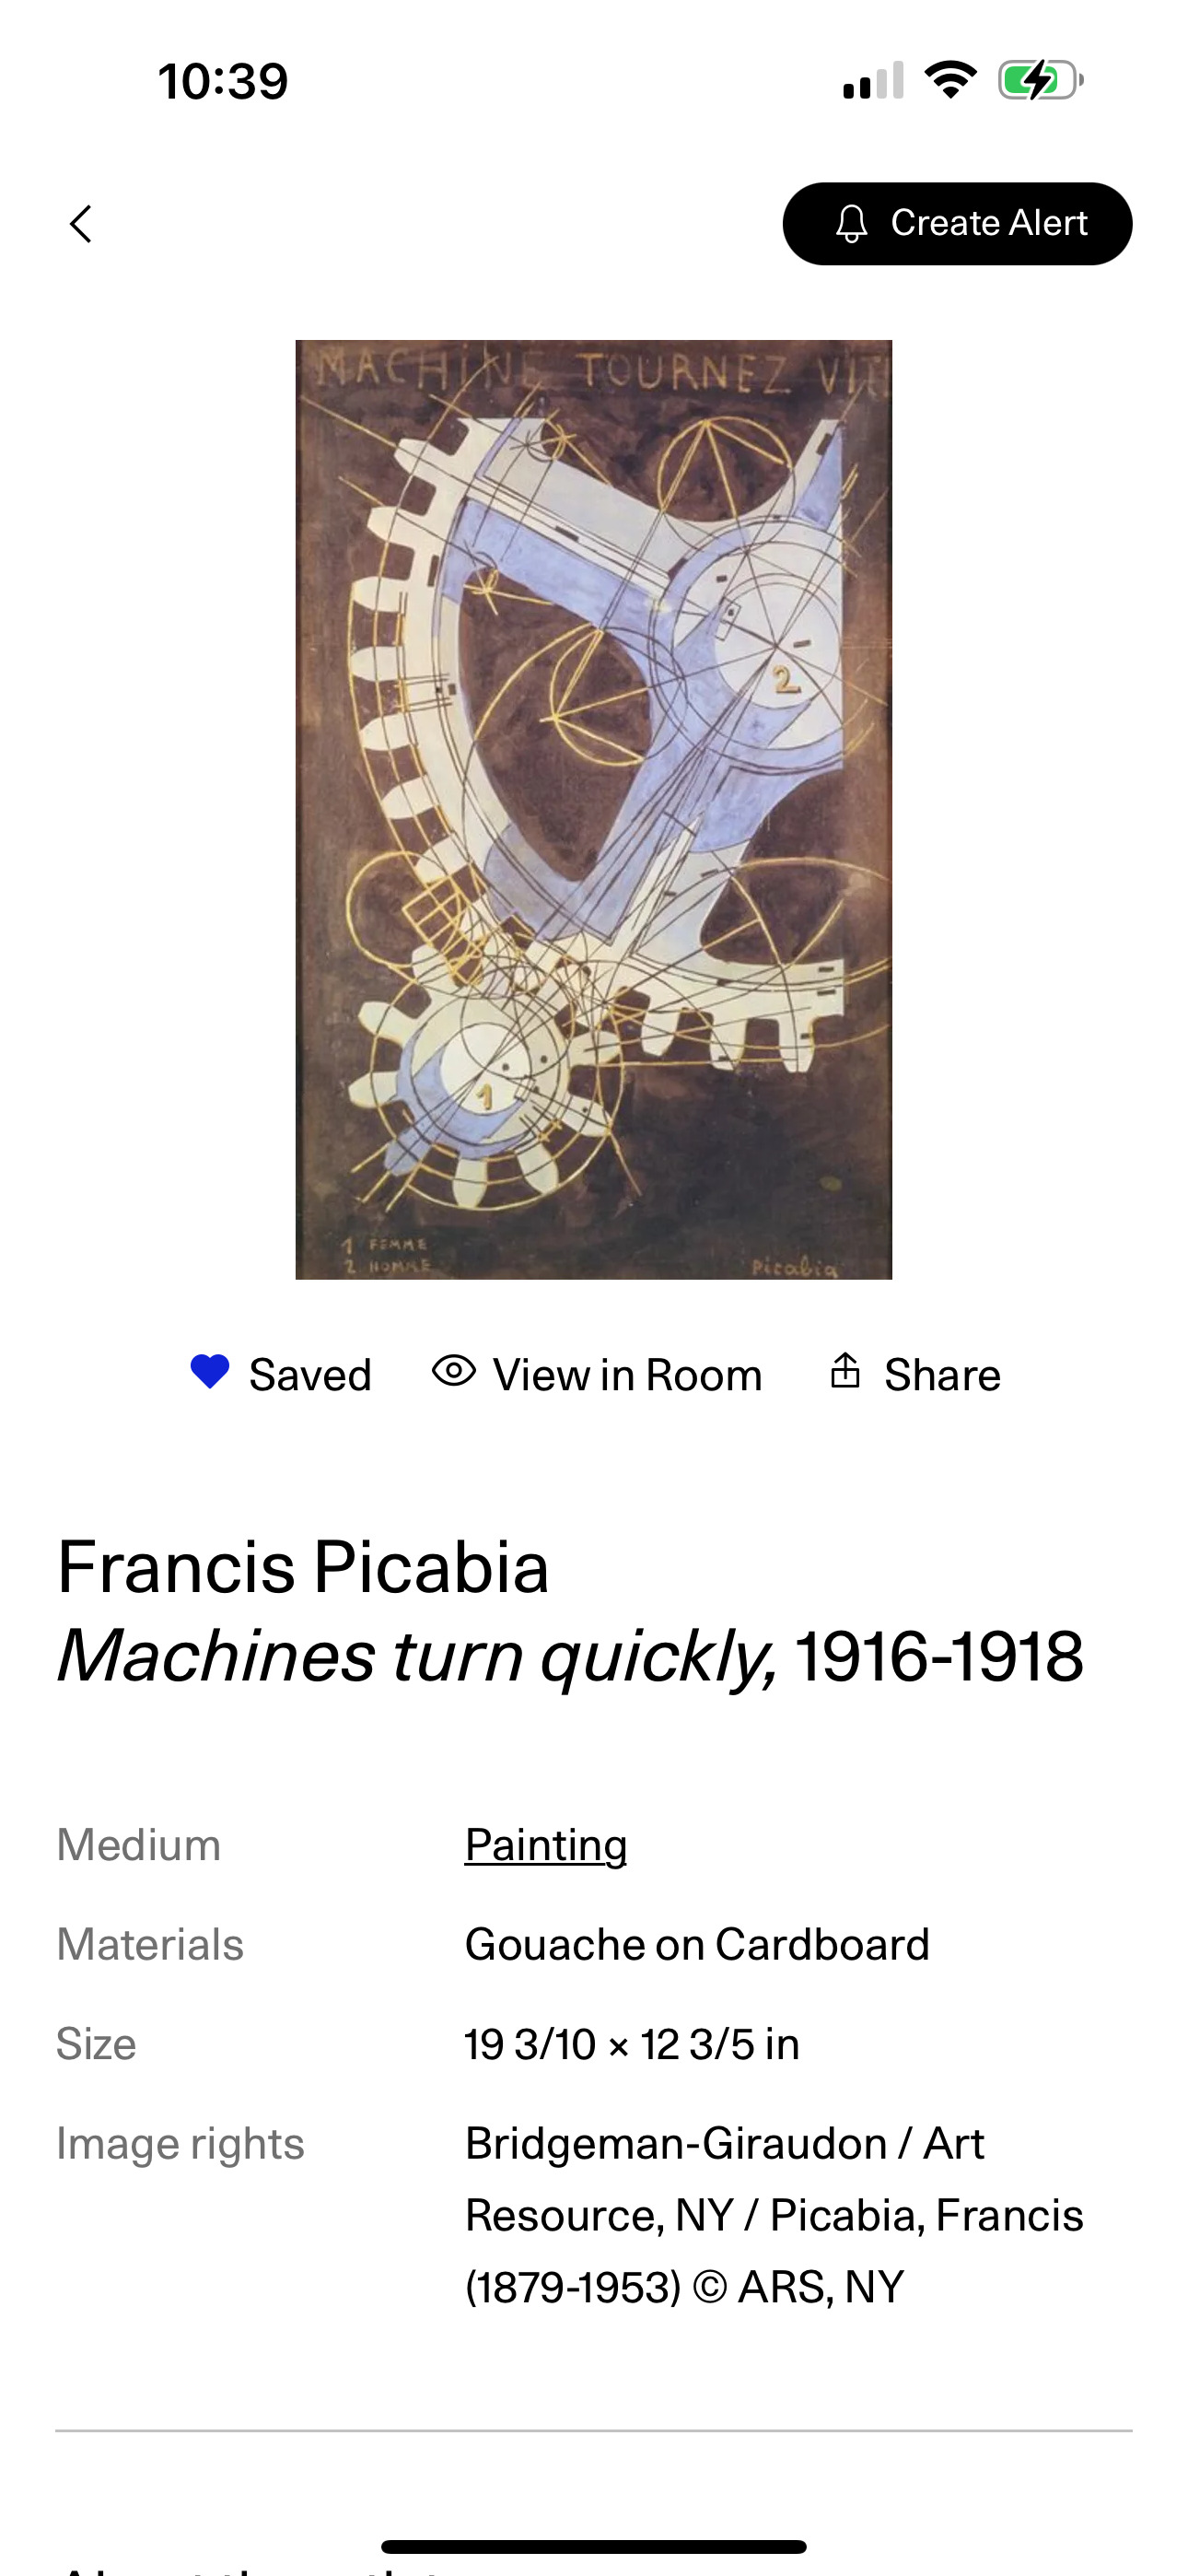 10:39
Create Alert
MACHINE TOURNEZ VIT
2
1
1 FEMME
2 HOMME
Picabia
Saved
View in Room
Share
Francis Picabia
Machines turn quickly, 1916-1918
Medium
Painting
Materials
Gouache on Cardboard
Size
19 3/10 × 12 3/5 in
Image rights
Bridgeman-Giraudon / Art
Resource, NY / Picabia, Francis
(1879-1953) © ARS, NY